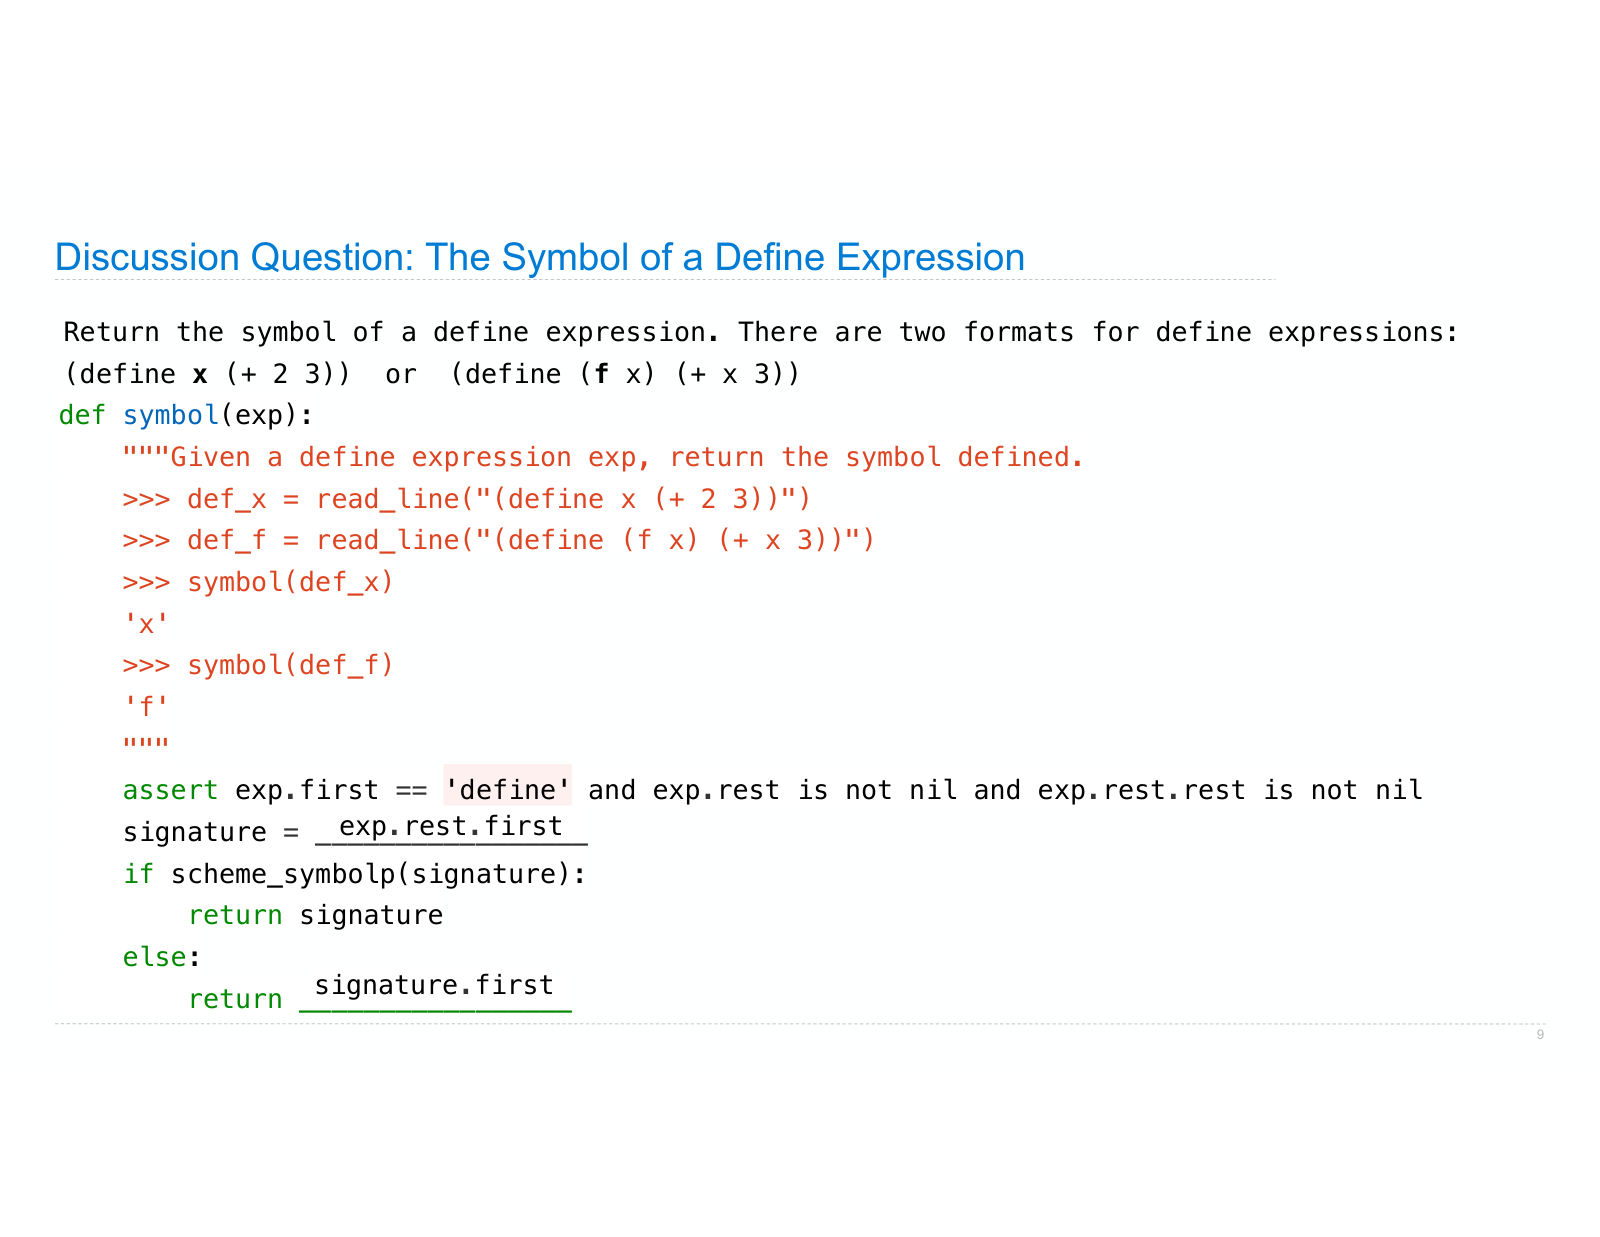 Discussion Question: The Symbol of a Define Expression
Return the symbol of a define expression. There are two formats for define expressions:
(define x (+ 2 3))  or  (define (f x) (+ x 3))
def symbol(exp):
    """Given a define expression exp, return the symbol defined.
    >>> def_x = read_line("(define x (+ 2 3))")
    >>> def_f = read_line("(define (f x) (+ x 3))")
    >>> symbol(def_x)
    'x'
    >>> symbol(def_f)
    'f'
    """
    assert exp.first == 'define' and exp.rest is not nil and exp.rest.rest is not nil
    signature = exp.rest.first
    if scheme_symbolp(signature):
        return signature
    else:
        return signature.first
9